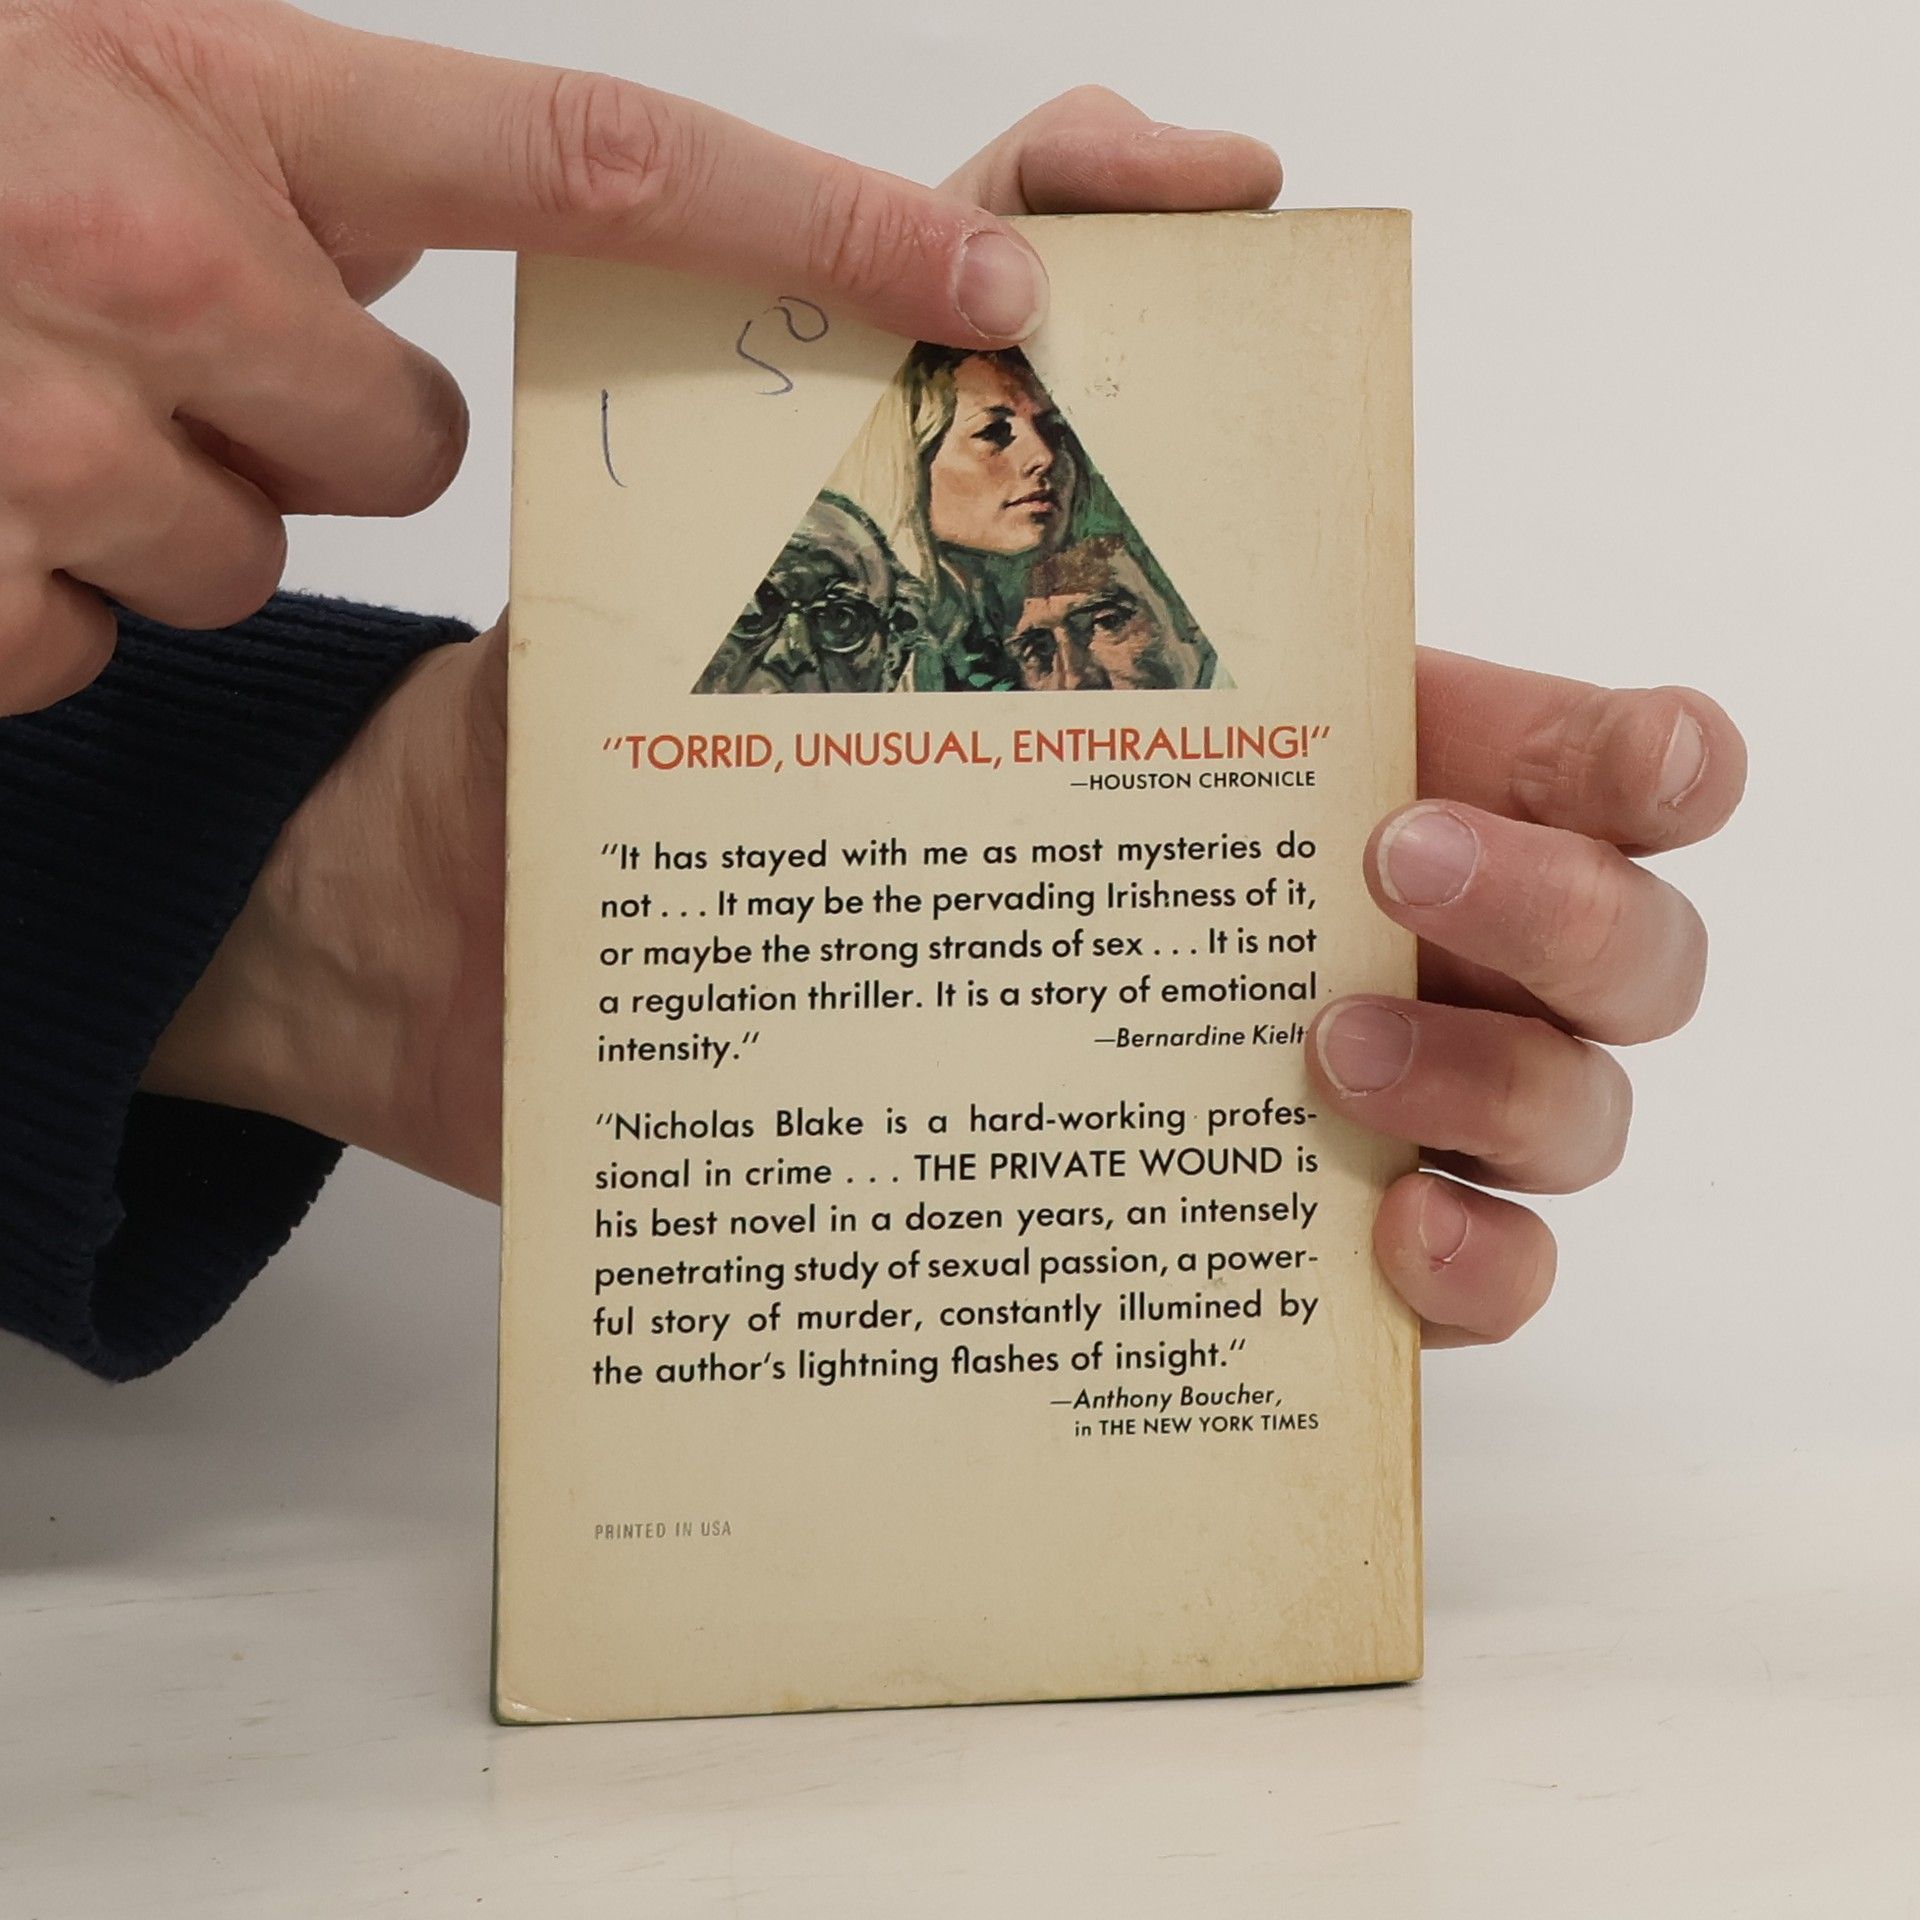 1 50
"TORRID, UNUSUAL, ENTHRALLING!"
—HOUSTON CHRONICLE
"It has stayed with me as most mysteries do
not . . . It may be the pervading Irishness of it,
or maybe the strong strands of sex . . . It is not
a regulation thriller. It is a story of emotional
intensity."
—Bernardine Kielt
"Nicholas Blake is a hard-working profes-
sional in crime . . . THE PRIVATE WOUND is
his best novel in a dozen years, an intensely
penetrating study of sexual passion, a power-
ful story of murder, constantly illumined by
the author's lightning flashes of insight."
—Anthony Boucher,
in THE NEW YORK TIMES
PRINTED IN USA